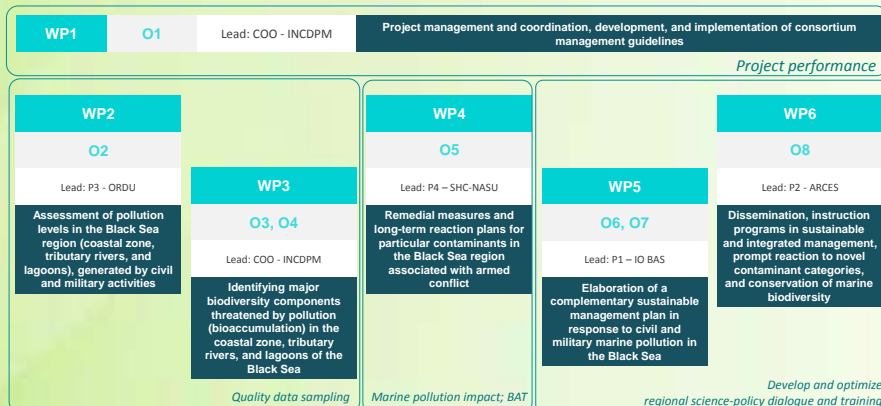 WP1
O1
Lead: COO - INCDPM
Project management and coordination, development, and implementation of consortium
management guidelines
Project performance
WP2
O2
Lead: P3 - ORDU
Assessment of pollution
levels in the Black Sea
region (coastal zone,
tributary rivers, and
lagoons), generated by civil
and military activities
WP3
O3, O4
Lead: COO - INCDPM
Identifying major
biodiversity components
threatened by pollution
(bioaccumulation) in the
coastal zone, tributary
rivers, and lagoons of the
Black Sea
Quality data sampling
WP4
O5
Lead: P4 – SHC-NASU
Remedial measures and
long-term reaction plans for
particular contaminants in
the Black Sea region
associated with armed
conflict
Marine pollution impact; BAT
WP5
O6, O7
Lead: P1 – IO BAS
Elaboration of a
complementary sustainable
management plan in
response to civil and
military marine pollution in
the Black Sea
WP6
O8
Lead: P2 - ARCES
Dissemination, instruction
programs in sustainable
and integrated management,
prompt reaction to novel
contaminant categories,
and conservation of marine
biodiversity
Develop and optimize
regional science-policy dialogue and training